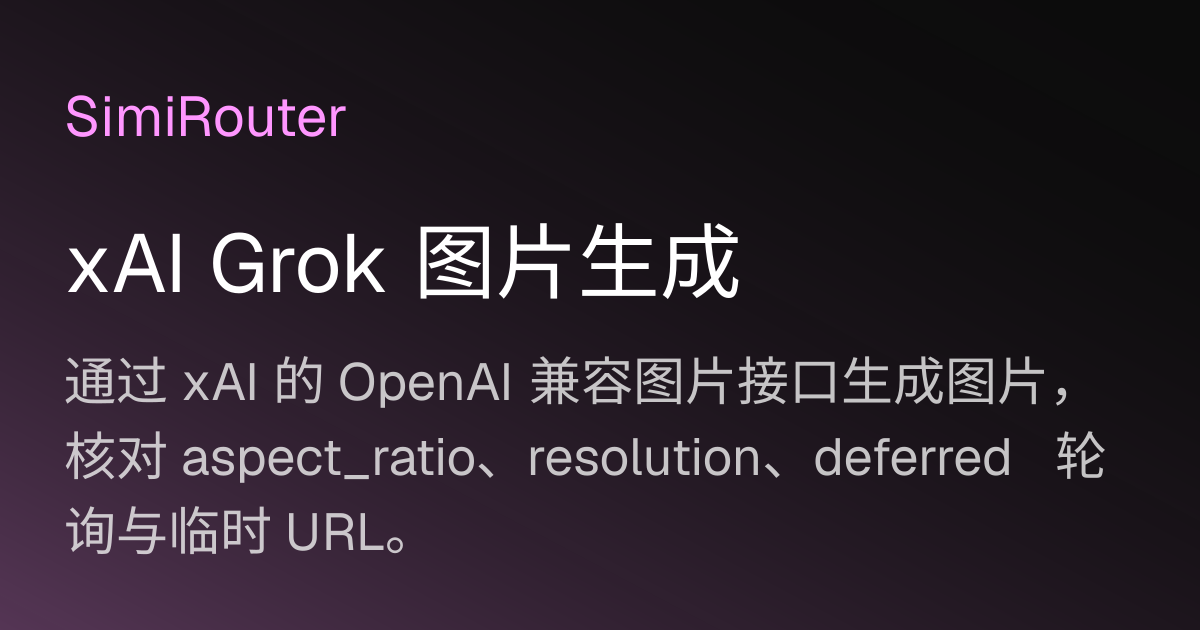 SimiRouter
xAI Grok 图片生成
通过 xAI 的 OpenAI 兼容图片接口生成图片，
核对 aspect_ratio、resolution、deferred 轮
询与临时 URL。